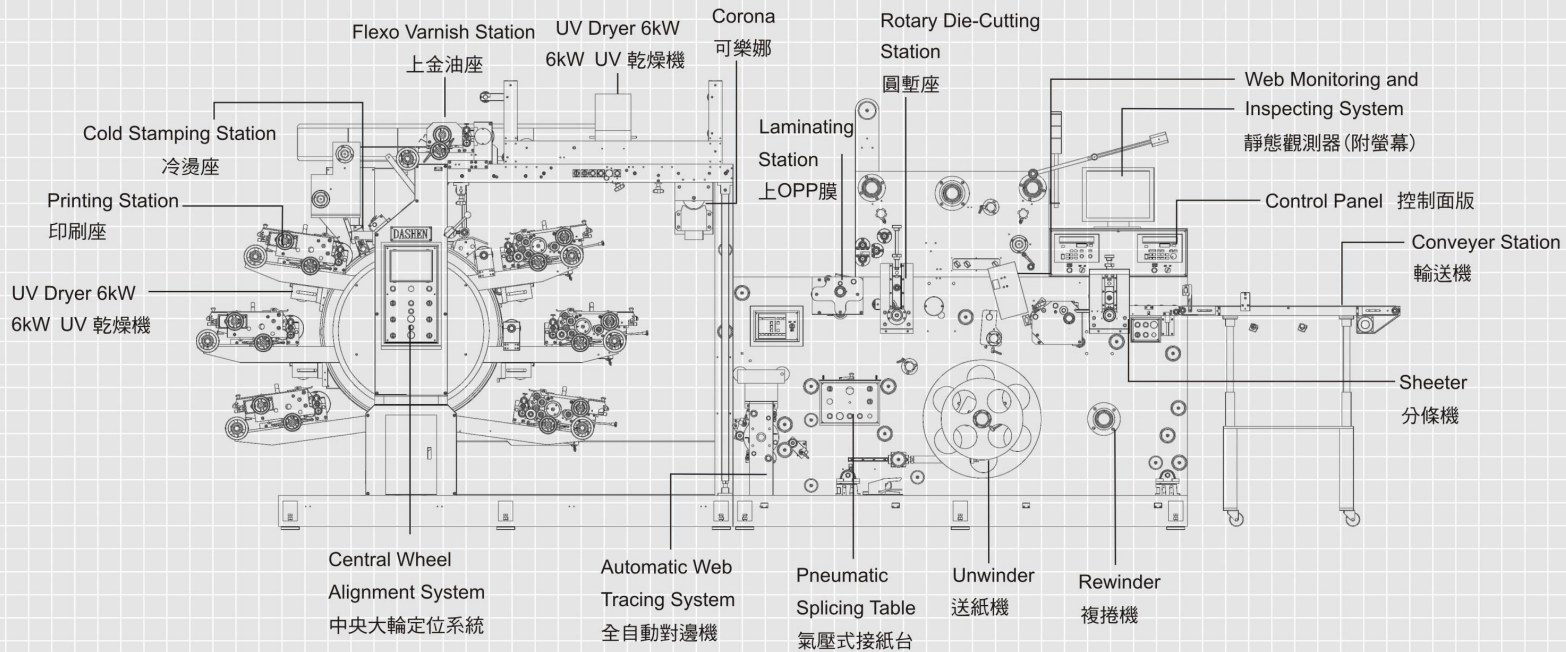 Flexo Varnish Station
上金油座
UV Dryer 6kW
6kW UV 乾燥機
Corona
可樂娜
Rotary Die-Cutting
Station
圓塹座
Web Monitoring and
Inspecting System
靜態觀測器(附螢幕)
Cold Stamping Station
冷燙座
Laminating
Station
上OPP膜
Printing Station
印刷座
Control Panel 控制面版
DASHEN
Conveyer Station
輸送機
UV Dryer 6kW
6kW UV 乾燥機
Sheeter
分條機
Central Wheel
Alignment System
中央大輪定位系統
Automatic Web
Tracing System
全自動對邊機
Pneumatic
Splicing Table
氣壓式接紙台
Unwinder
送紙機
Rewinder
複捲機